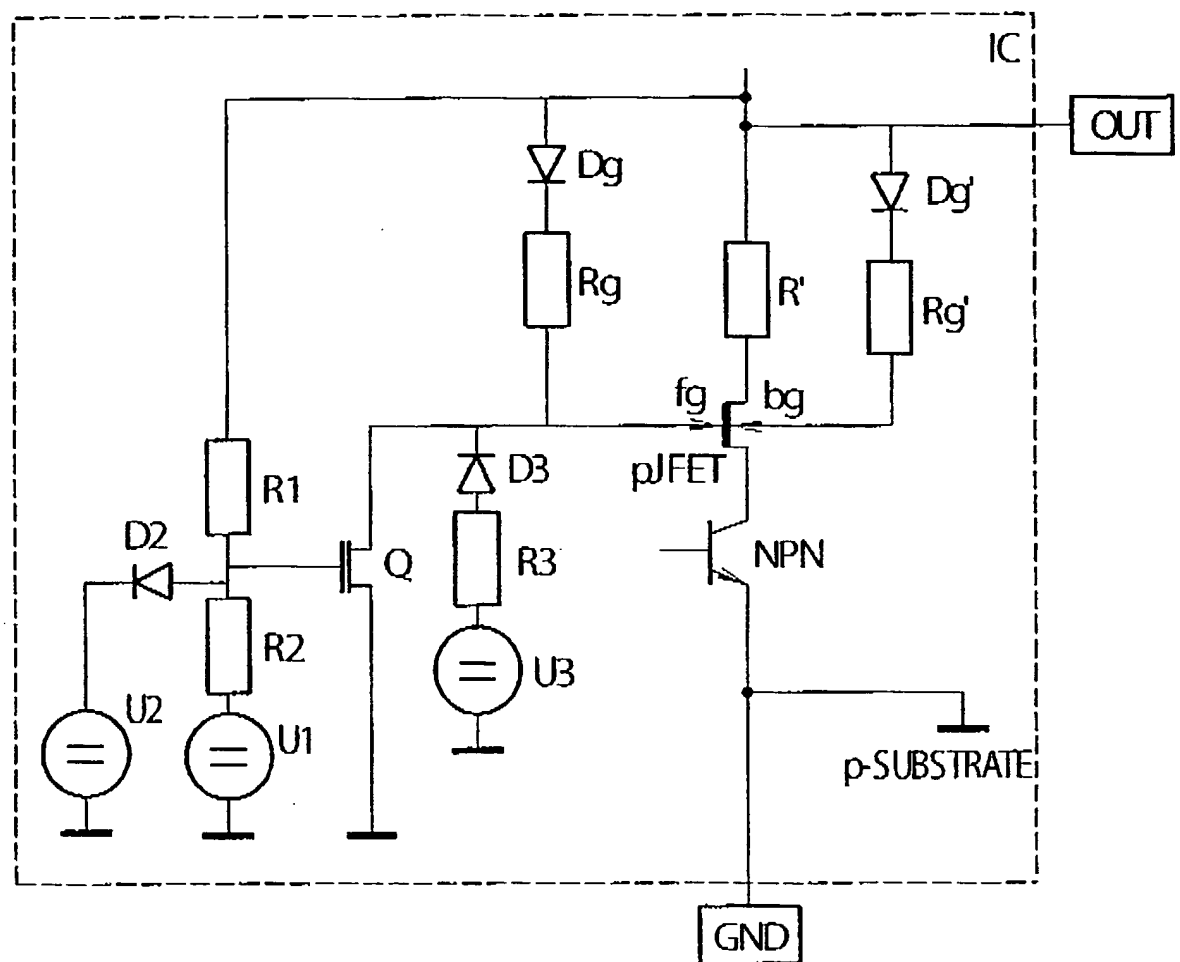 IC
OUT
Dg
Dg'
Rg
R'
Rg'
fg
bg
pJFET
D3
R1
D2
Q
R3
NPN
R2
U3
U2
U1
p-SUBSTRATE
GND